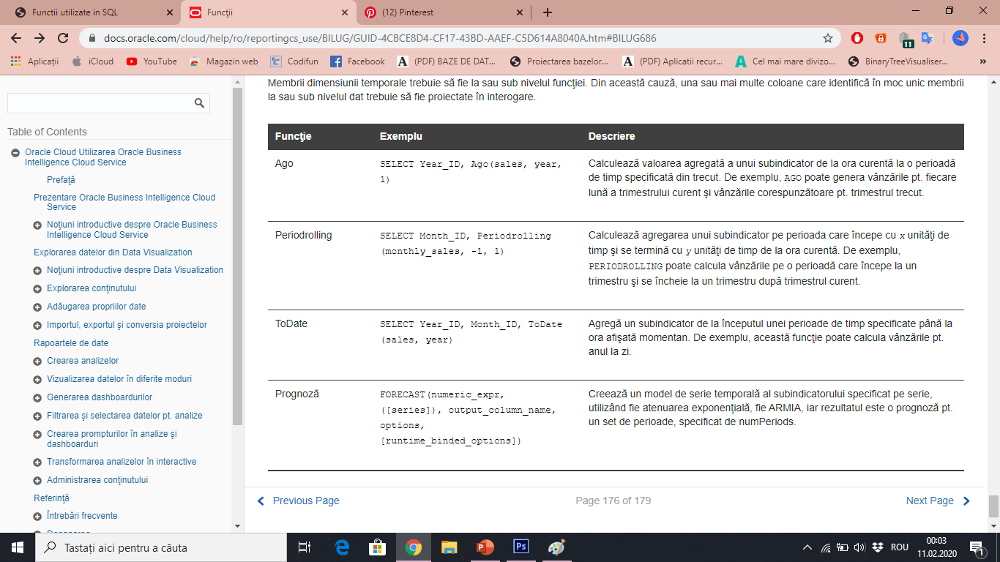 Functii utilizate in SQL
Funcţii
(12) Pinterest
docs.oracle.com/cloud/help/ro/reportingcs_use/BILUG/GUID-4CBCE8D4-CF17-43BD-AAEF-C5D614A8040A.htm#BILUG686
11
Aplicații
iCloud
YouTube
Magazin web
Codifun
Facebook
(PDF) BAZE DE DAT...
Proiectarea bazelor...
(PDF) Aplicatii recur...
Cel mai mare divizo...
BinaryTreeVisualiser...
»
Table of Contents
Oracle Cloud Utilizarea Oracle Business
Intelligence Cloud Service
Prefaţă
Prezentare Oracle Business Intelligence Cloud
Service
Noţiuni introductive despre Oracle Business
Intelligence Cloud Service
Explorarea datelor din Data Visualization
Noţiuni introductive despre Data Visualization
Explorarea conţinutului
Adăugarea propriilor date
Importul, exportul şi conversia proiectelor
Rapoartele de date
Crearea analizelor
Vizualizarea datelor în diferite moduri
Generarea dashboardurilor
Filtrarea şi selectarea datelor pt. analize
Crearea prompturilor în analize şi
dashboarduri
Transformarea analizelor în interactive
Administrarea conţinutului
Referinţă
Întrebări frecvente
Membrii dimensiunii temporale trebuie să fie la sau sub nivelul funcţiei. Din această cauză, una sau mai multe coloane care identifică în moc unic membrii
la sau sub nivelul dat trebuie să fie proiectate în interogare.
Funcţie Exemplu Descriere
Ago SELECT Year_ID, Ago(sales, year, Calculează valoarea agregată a unui subindicator de la ora curentă la o perioadă
1) de timp specificată din trecut. De exemplu, AGO poate genera vânzările pt. fiecare
lună a trimestrului curent şi vânzările corespunzătoare pt. trimestrul trecut.
Periodrolling SELECT Month_ID, Periodrolling Calculează agregarea unui subindicator pe perioada care începe cu x unităţi de
(monthly_sales, -1, 1) timp şi se termină cu y unităţi de timp de la ora curentă. De exemplu,
PERIODROLLING poate calcula vânzările pe o perioadă care începe la un
trimestru şi se încheie la un trimestru după trimestrul curent.
ToDate SELECT Year_ID, Month_ID, ToDate Agregă un subindicator de la începutul unei perioade de timp specificate până la
(sales, year) ora afişată momentan. De exemplu, această funcţie poate calcula vânzările pt.
anul la zi.
Prognoză FORECAST(numeric_expr, Creează un model de serie temporală al subindicatorului specificat pe serie,
([series]), output_column_name, utilizând fie atenuarea exponenţială, fie ARMIA, iar rezultatul este o prognoză pt.
options, un set de perioade, specificat de numPeriods.
[runtime_binded_options])
Previous Page
Page 176 of 179
Next Page
Tastați aici pentru a căuta
Ps
ROU
00:03
11.02.2020
1